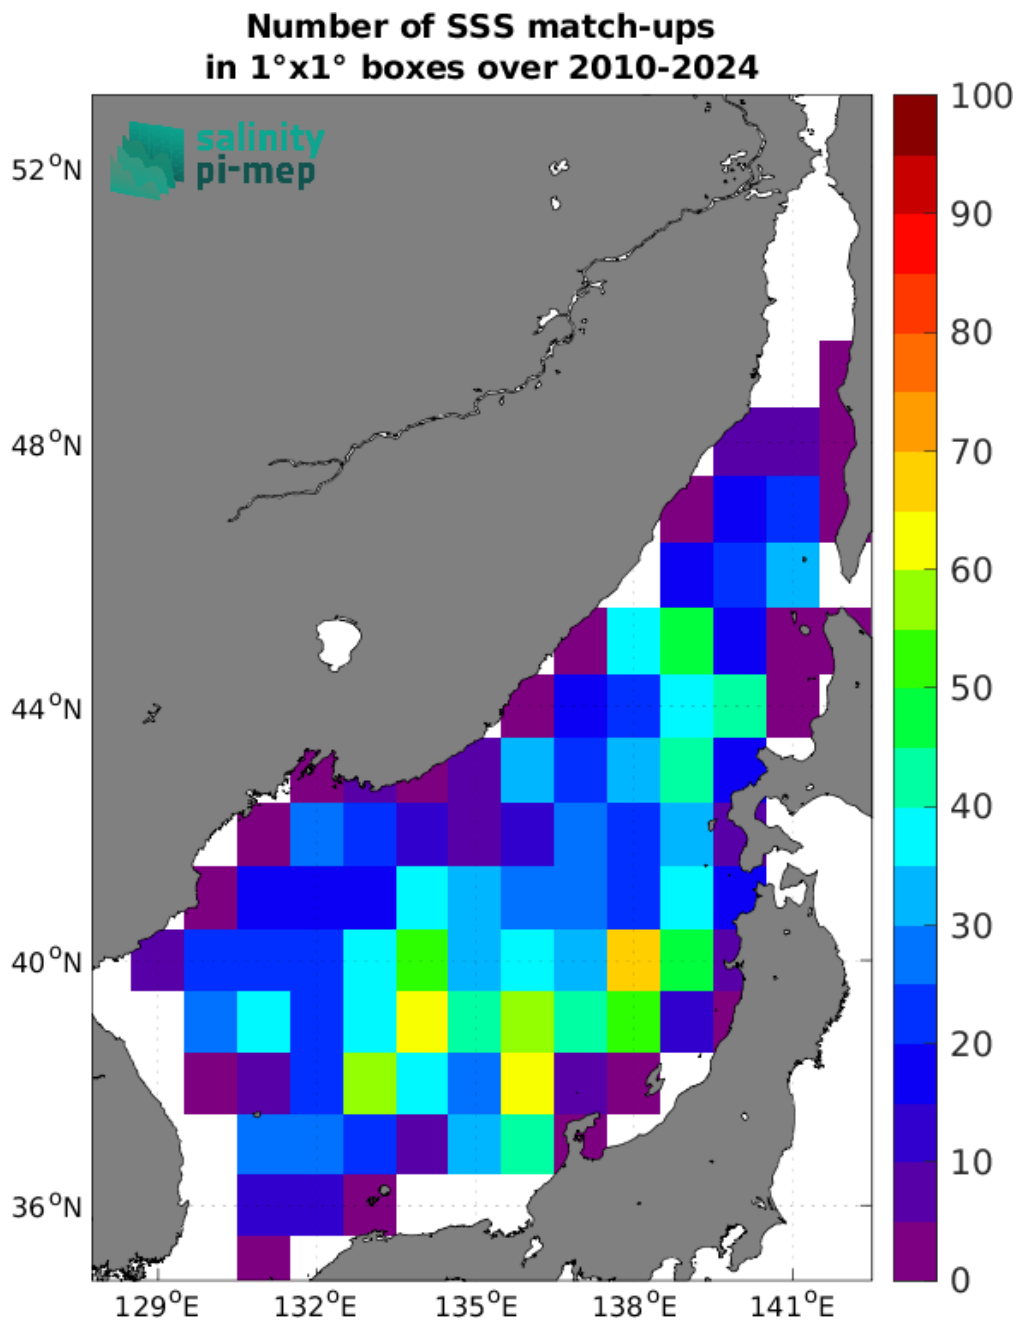 Number of SSS match-ups
in 1°x1° boxes over 2010-2024
salinity
pi-mep
52°N
48°N
44°N
40°N
36°N
129°E
132°E
135°E
138°E
141°E
100
90
80
70
60
50
40
30
20
10
0